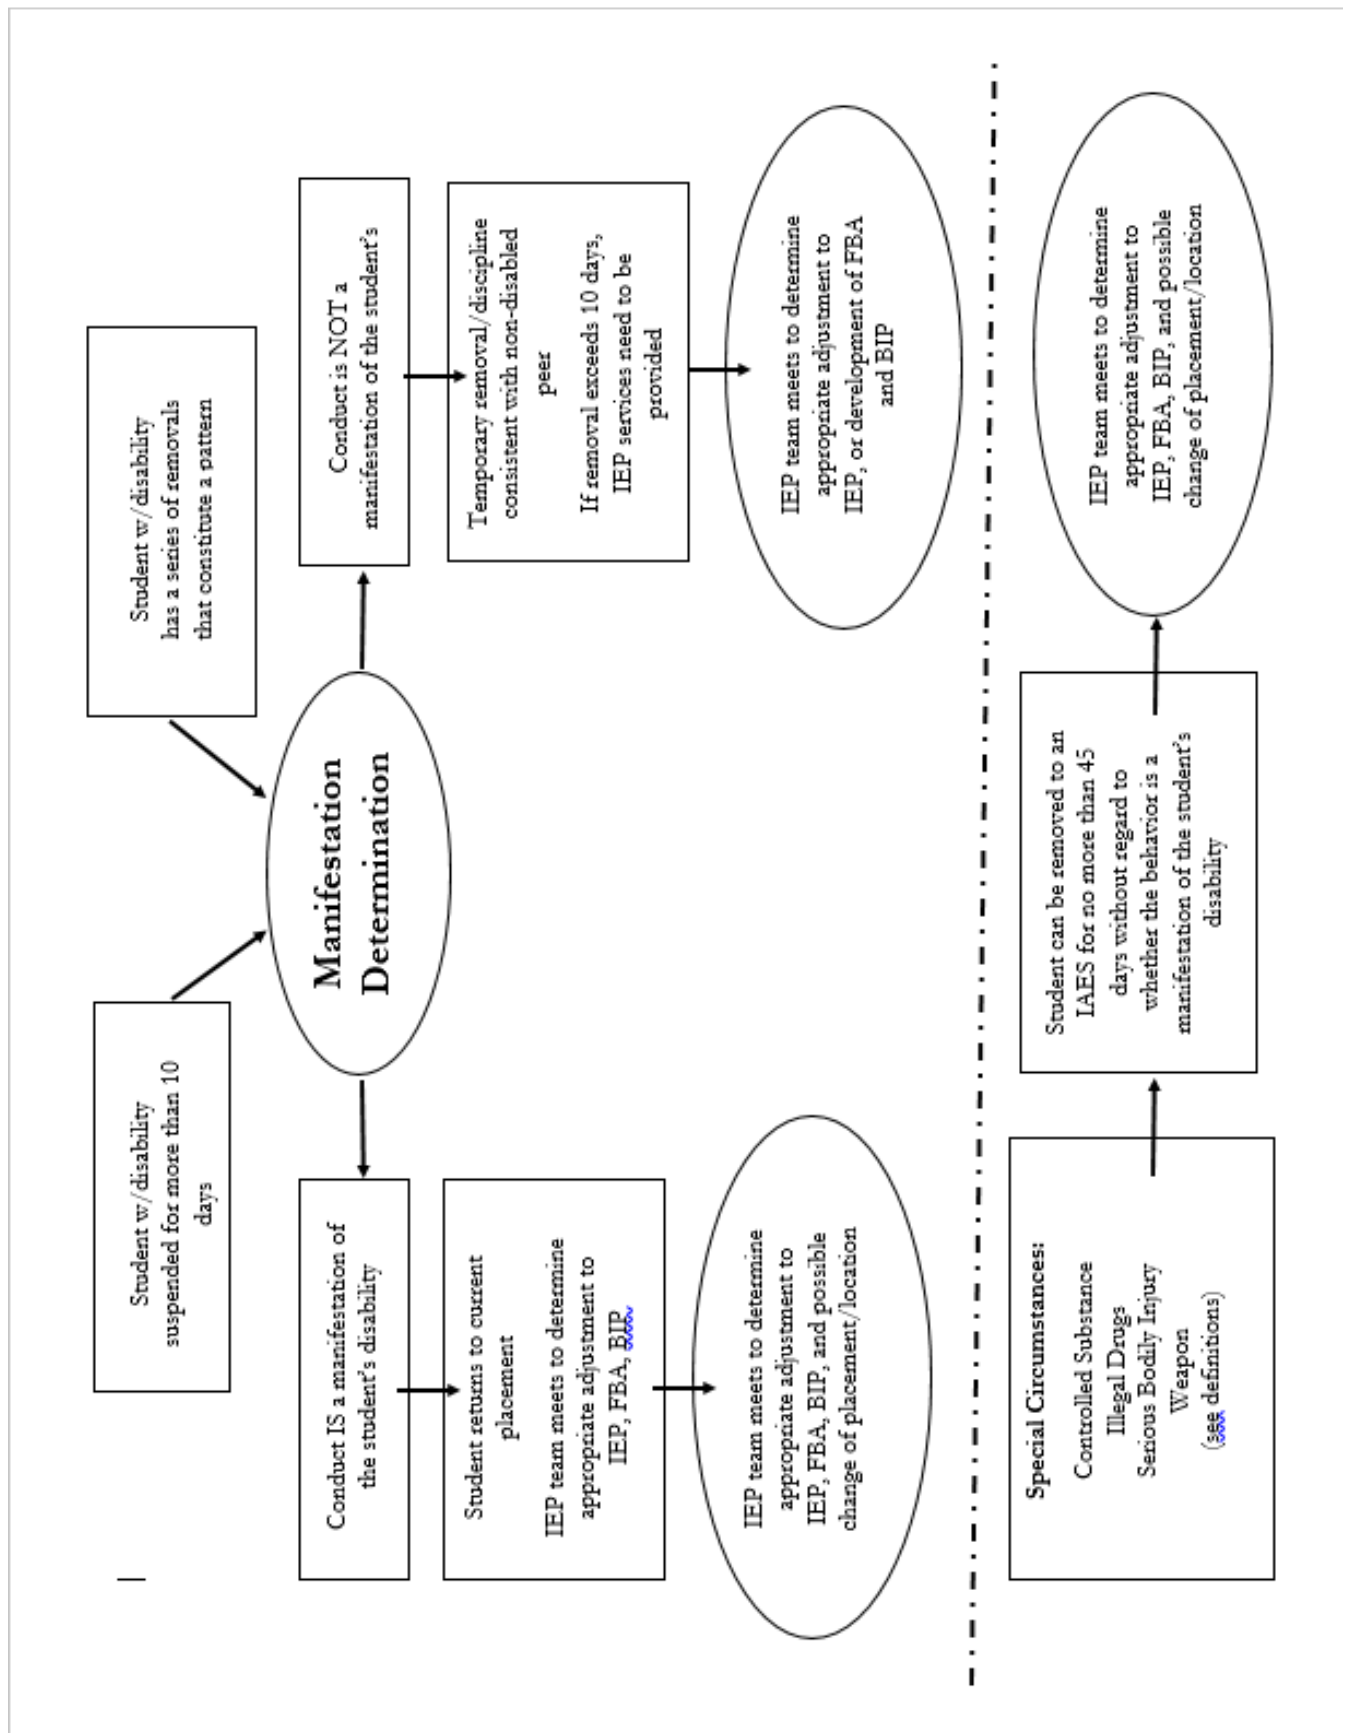 Student w/disability
suspended for more than 10
days
Student w/disability
has a series of removals
that constitute a pattern
Manifestation
Determination
Conduct IS a manifestation of
the student's disability
Conduct is NOT a
manifestation of the student's
Student returns to current
placement
IEP team meets to determine
appropriate adjustment to
IEP, FBA, BIP
Temporary removal/discipline
consistent with non-disabled
peer
If removal exceeds 10 days,
IEP services need to be
provided
IEP team meets to determine
appropriate adjustment to
IEP, FBA, BIP, and possible
change of placement/location
IEP team meets to determine
appropriate adjustment to
IEP, or development of FBA
and BIP
Special Circumstances:
Controlled Substance
Illegal Drugs
Serious Bodily Injury
Weapon
(see definitions)
Student can be removed to an
IAES for no more than 45
days without regard to
whether the behavior is a
manifestation of the student's
disability
IEP team meets to determine
appropriate adjustment to
IEP, FBA, BIP, and possible
change of placement/location